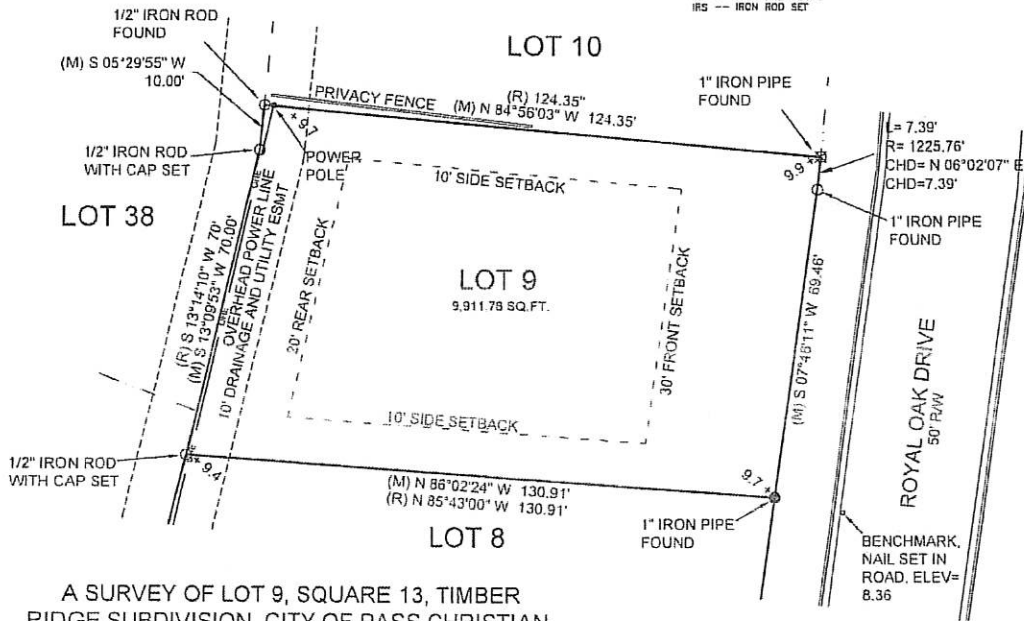 IRS -- IRON ROD SET
1/2" IRON ROD
FOUND
LOT 10
(M) S 05°29'55" W
10.00'
1" IRON PIPE
FOUND
PRIVACY FENCE
(R) 124.35"
(M) N 84°56'03" W 124.35'
L= 7.39'
R= 1225.76'
CHD= N 06°02'07" E
CHD=7.39'
+ 9.7
9.9 +
1/2" IRON ROD
WITH CAP SET
POWER
POLE
10' SIDE SETBACK
1" IRON PIPE
FOUND
LOT 38
OHE
(R) S 13°14'10" W 70'
(M) S 13°09'53" W 70.00'
OVERHEAD POWER LINE
10' DRAINAGE AND UTILITY ESMT
20' REAR SETBACK
LOT 9
9,911.78 SQ.FT.
30' FRONT SETBACK
(M) S 07°46'11" W 69.46'
ROYAL OAK DRIVE
50' R/W
10' SIDE SETBACK
1/2" IRON ROD
WITH CAP SET
+ 9.4
(M) N 86°02'24" W 130.91'
(R) N 85°43'00" W 130.91'
9.7 +
1" IRON PIPE
FOUND
LOT 8
BENCHMARK,
NAIL SET IN
ROAD, ELEV=
8.36
A SURVEY OF LOT 9, SQUARE 13, TIMBER
RIDGE SUBDIVISION, CITY OF PASS CHRISTIAN